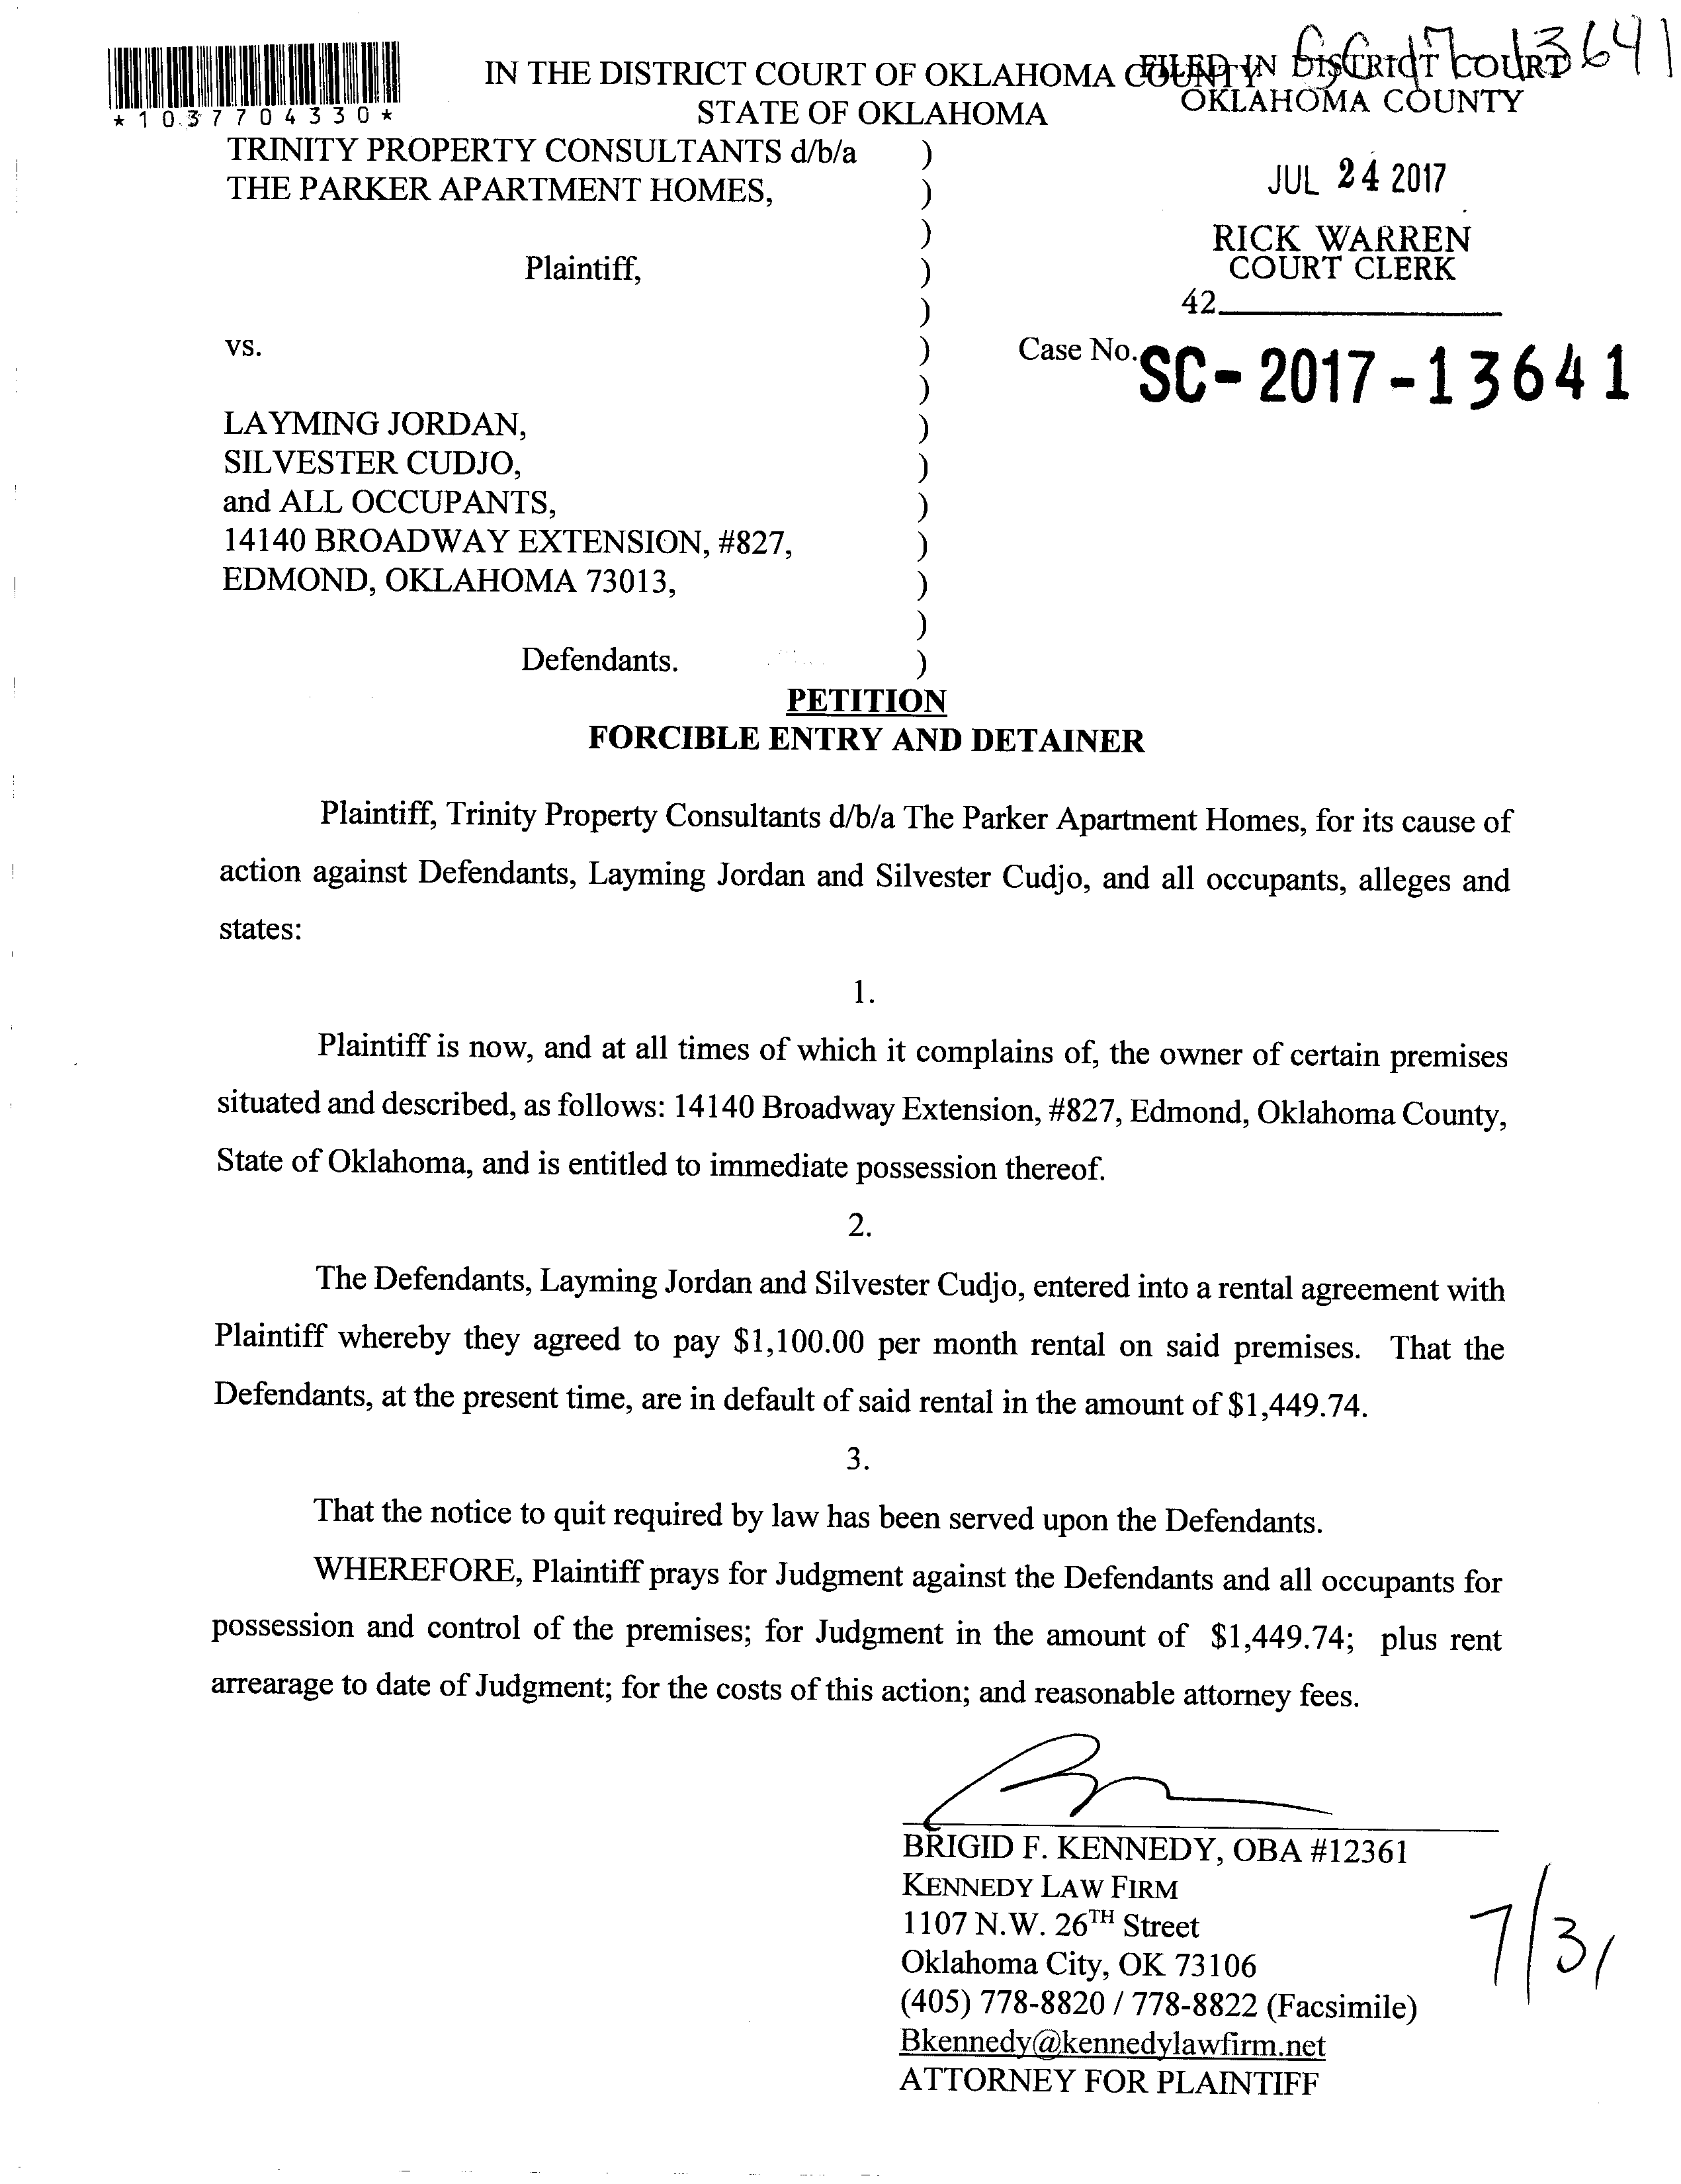 SC 17 13641
IN THE DISTRICT COURT OF OKLAHOMA COUNTY
STATE OF OKLAHOMA
FILED IN DISTRICT COURT
OKLAHOMA COUNTY
*1037704330*
JUL 24 2017
RICK WARREN
COURT CLERK
42
TRINITY PROPERTY CONSULTANTS d/b/a )
THE PARKER APARTMENT HOMES, )
)
Plaintiff, )
)
vs. ) Case No. SC-2017-13641
)
LAYMING JORDAN, )
SILVESTER CUDJO, )
and ALL OCCUPANTS, )
14140 BROADWAY EXTENSION, #827, )
EDMOND, OKLAHOMA 73013, )
)
Defendants. )
PETITION
FORCIBLE ENTRY AND DETAINER
Plaintiff, Trinity Property Consultants d/b/a The Parker Apartment Homes, for its cause of
action against Defendants, Layming Jordan and Silvester Cudjo, and all occupants, alleges and
states:
1.
Plaintiff is now, and at all times of which it complains of, the owner of certain premises
situated and described, as follows: 14140 Broadway Extension, #827, Edmond, Oklahoma County,
State of Oklahoma, and is entitled to immediate possession thereof.
2.
The Defendants, Layming Jordan and Silvester Cudjo, entered into a rental agreement with
Plaintiff whereby they agreed to pay $1,100.00 per month rental on said premises. That the
Defendants, at the present time, are in default of said rental in the amount of $1,449.74.
3.
That the notice to quit required by law has been served upon the Defendants.
WHEREFORE, Plaintiff prays for Judgment against the Defendants and all occupants for
possession and control of the premises; for Judgment in the amount of $1,449.74; plus rent
arrearage to date of Judgment; for the costs of this action; and reasonable attorney fees.
BRIGID F. KENNEDY, OBA #12361
KENNEDY LAW FIRM
1107 N.W. 26TH Street
Oklahoma City, OK 73106
(405) 778-8820 / 778-8822 (Facsimile)
Bkennedy@kennedylawfirm.net
ATTORNEY FOR PLAINTIFF
7/31